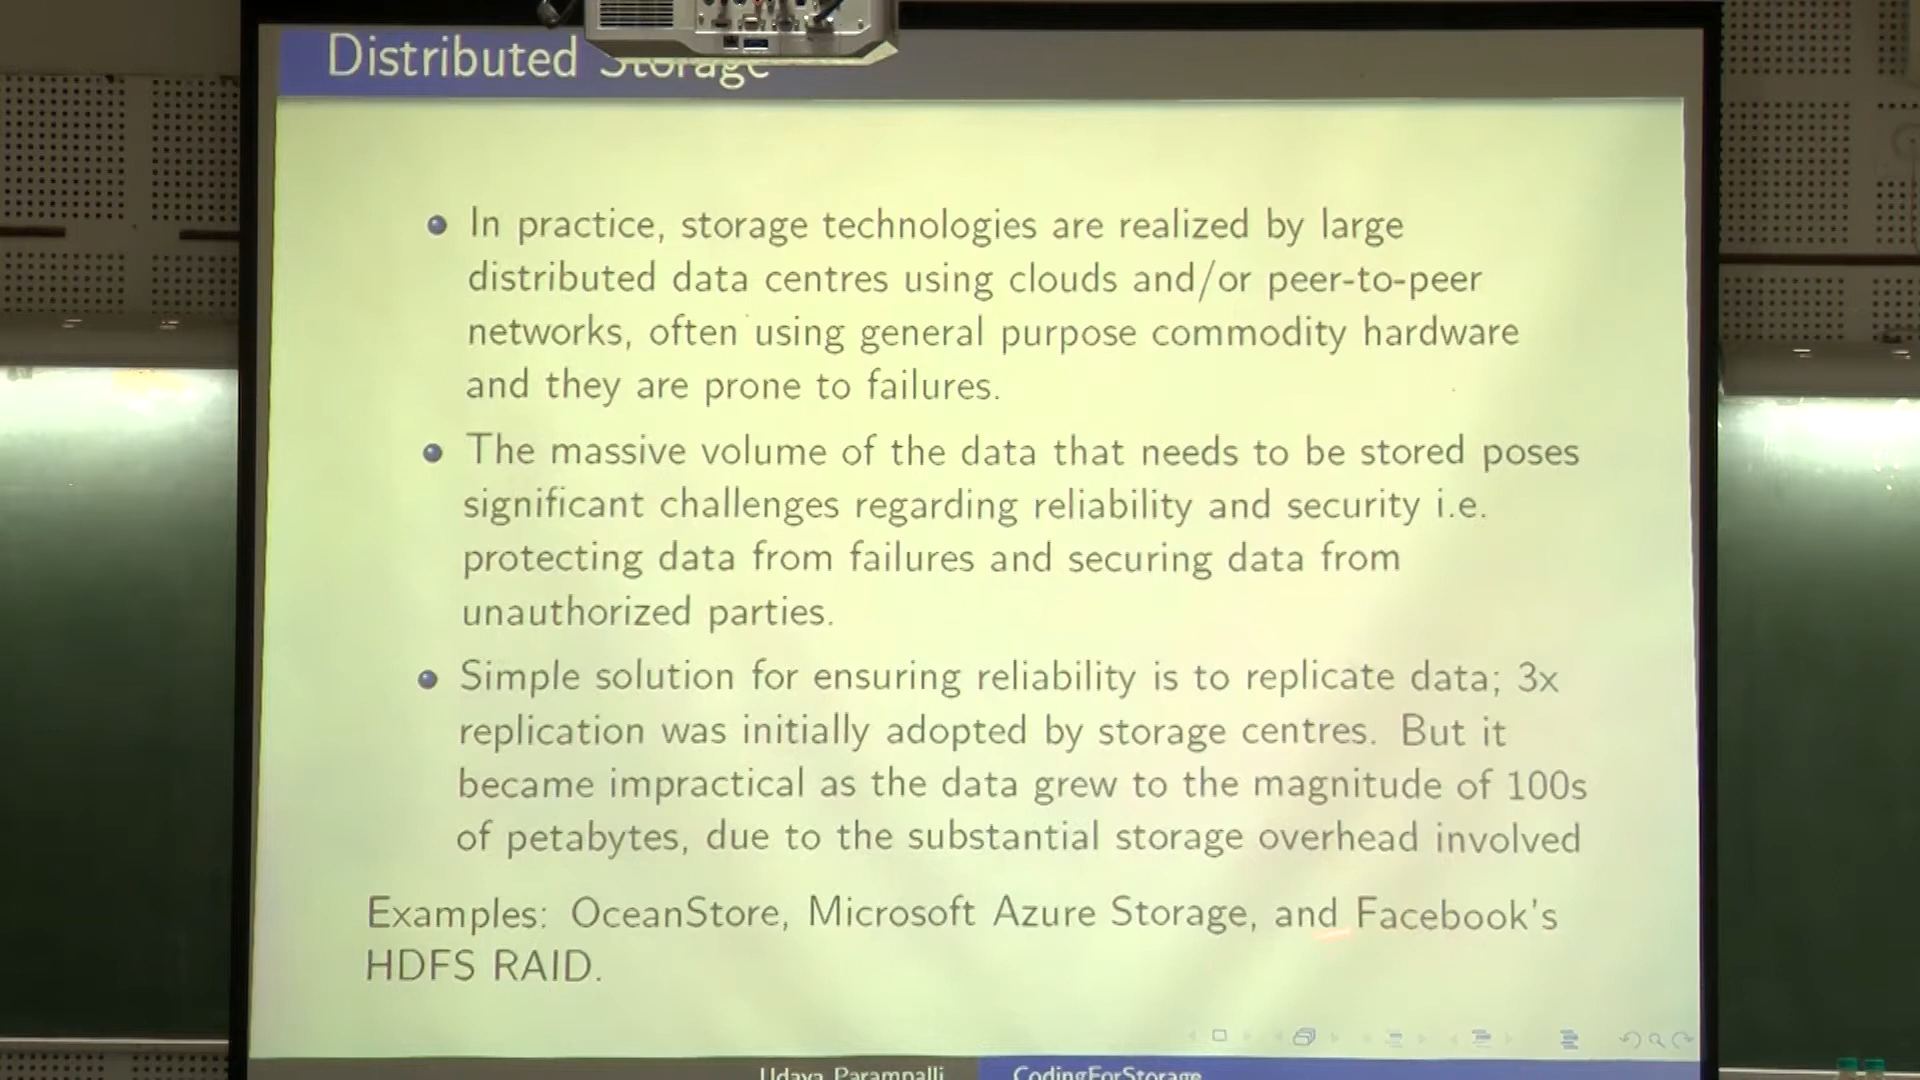 Distributed Storage
In practice, storage technologies are realized by large
distributed data centres using clouds and/or peer-to-peer
networks, often using general purpose commodity hardware
and they are prone to failures.
The massive volume of the data that needs to be stored poses
significant challenges regarding reliability and security i.e.
protecting data from failures and securing data from
unauthorized parties.
Simple solution for ensuring reliability is to replicate data; 3x
replication was initially adopted by storage centres. But it
became impractical as the data grew to the magnitude of 100s
of petabytes, due to the substantial storage overhead involved
Examples: OceanStore, Microsoft Azure Storage, and Facebook's
HDFS RAID.
Udaya Parampalli CodingForStorage